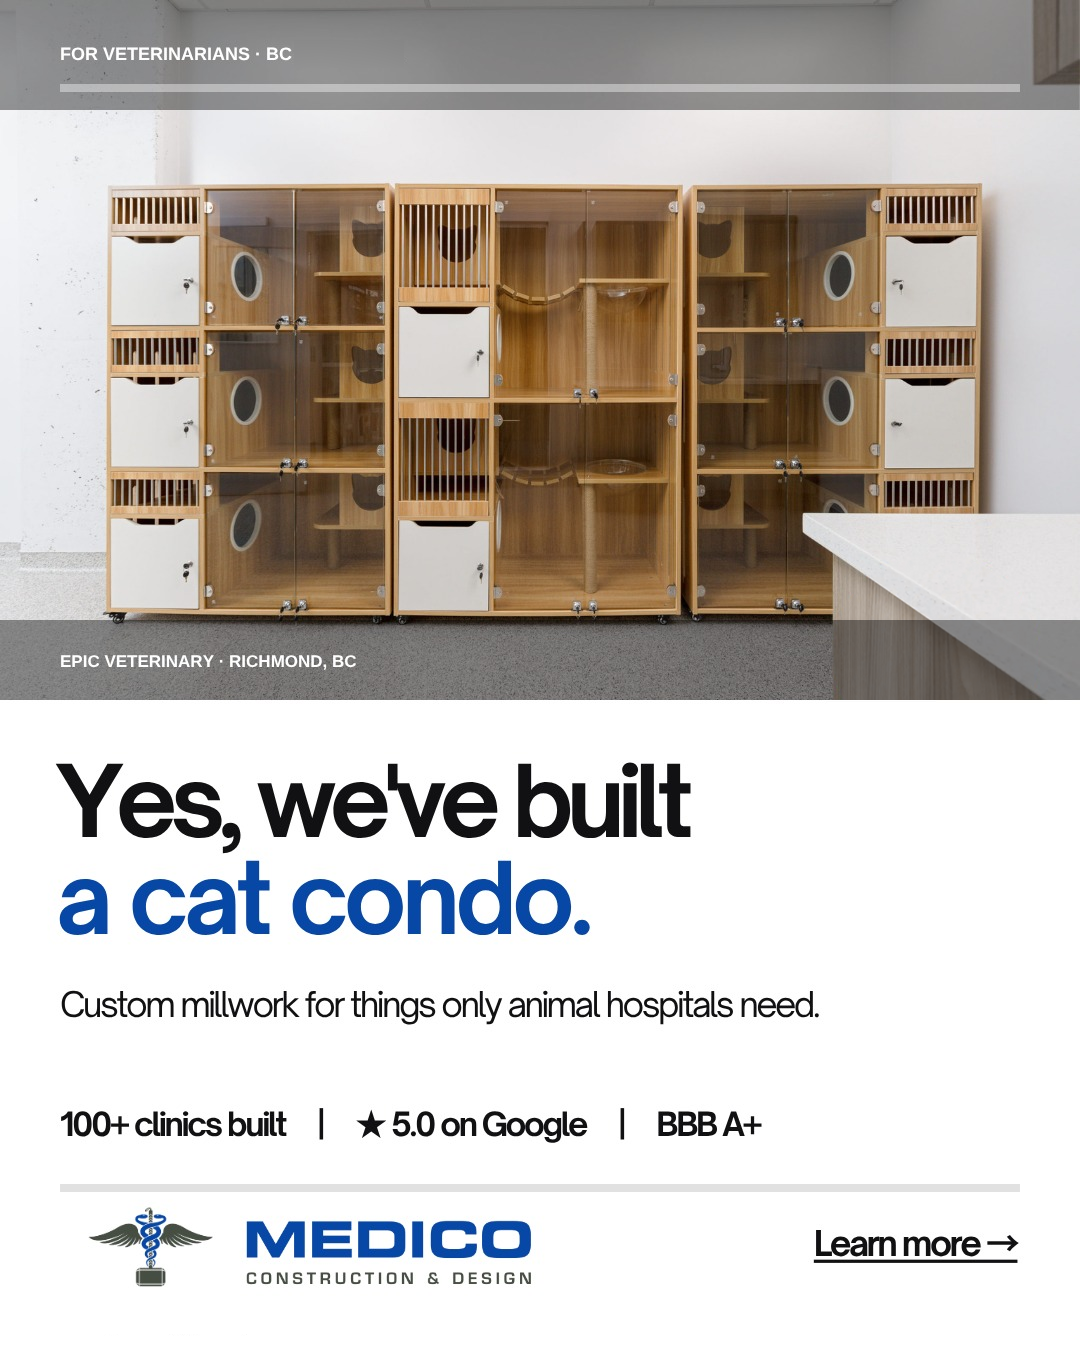 FOR VETERINARIANS · BC
EPIC VETERINARY · RICHMOND, BC
Yes, we've built
a cat condo.
Custom millwork for things only animal hospitals need.
100+ clinics built | ★ 5.0 on Google | BBB A+
MEDICO
CONSTRUCTION & DESIGN
Learn more →